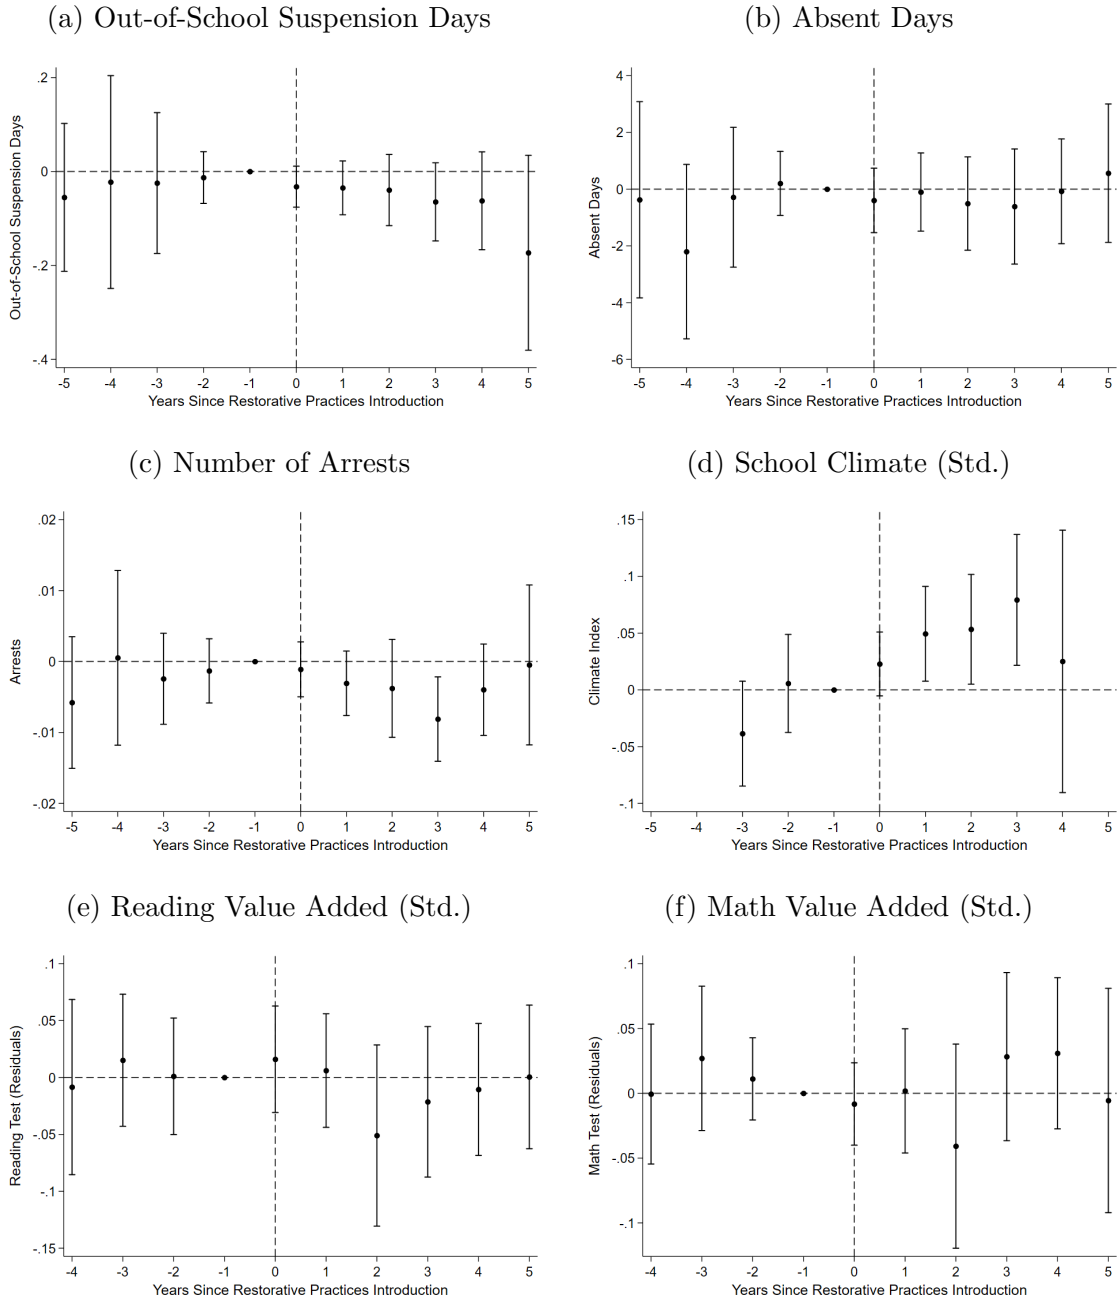 (a) Out-of-School Suspension Days
.2
0
-.2
-.4
Out-of-School Suspension Days
-5 -4 -3 -2 -1 0 1 2 3 4 5
Years Since Restorative Practices Introduction
(b) Absent Days
4
2
0
-2
-4
-6
Absent Days
-5 -4 -3 -2 -1 0 1 2 3 4 5
Years Since Restorative Practices Introduction
(c) Number of Arrests
.02
.01
0
-.01
-.02
Arrests
-5 -4 -3 -2 -1 0 1 2 3 4 5
Years Since Restorative Practices Introduction
(d) School Climate (Std.)
.15
.1
.05
0
-.05
-.1
Climate Index
-5 -4 -3 -2 -1 0 1 2 3 4 5
Years Since Restorative Practices Introduction
(e) Reading Value Added (Std.)
.1
.05
0
-.05
-.1
-.15
Reading Test (Residuals)
-4 -3 -2 -1 0 1 2 3 4 5
Years Since Restorative Practices Introduction
(f) Math Value Added (Std.)
.1
.05
0
-.05
-.1
Math Test (Residuals)
-4 -3 -2 -1 0 1 2 3 4 5
Years Since Restorative Practices Introduction